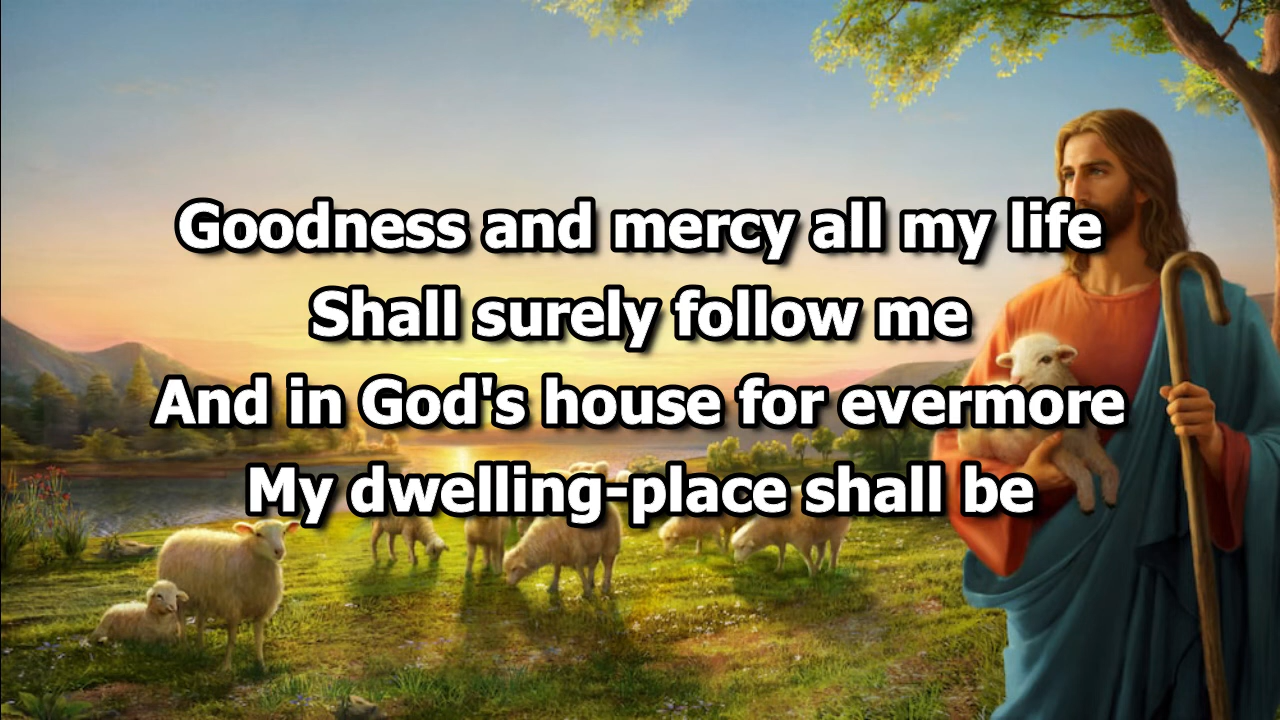 Goodness and mercy all my life
Shall surely follow me
And in God's house for evermore
My dwelling-place shall be